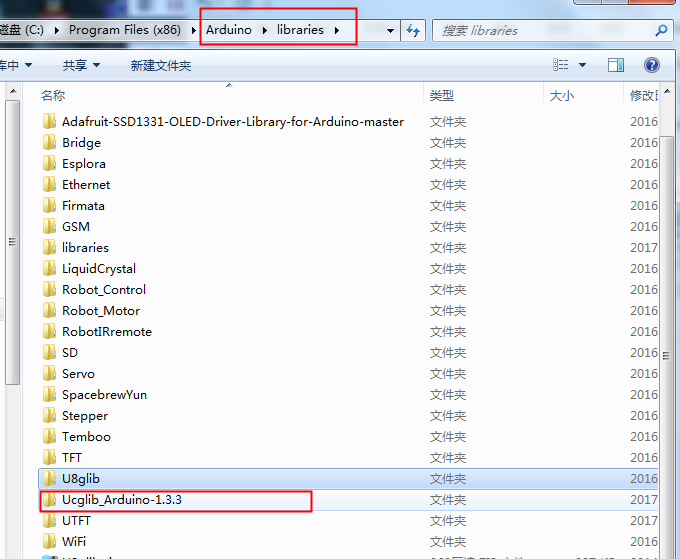 磁盘 (C:) Program Files (x86) Arduino libraries 搜索 libraries
库中 共享 新建文件夹
名称 类型 大小 修改日
Adafruit-SSD1331-OLED-Driver-Library-for-Arduino-master 文件夹 2016
Bridge 文件夹 2016
Esplora 文件夹 2016
Ethernet 文件夹 2016
Firmata 文件夹 2016
GSM 文件夹 2016
libraries 文件夹 2017
LiquidCrystal 文件夹 2016
Robot_Control 文件夹 2016
Robot_Motor 文件夹 2016
RobotIRremote 文件夹 2016
SD 文件夹 2016
Servo 文件夹 2016
SpacebrewYun 文件夹 2016
Stepper 文件夹 2016
Temboo 文件夹 2016
TFT 文件夹 2016
U8glib 文件夹 2016
Ucglib_Arduino-1.3.3 文件夹 2017
UTFT 文件夹 2016
WiFi 文件夹 2016